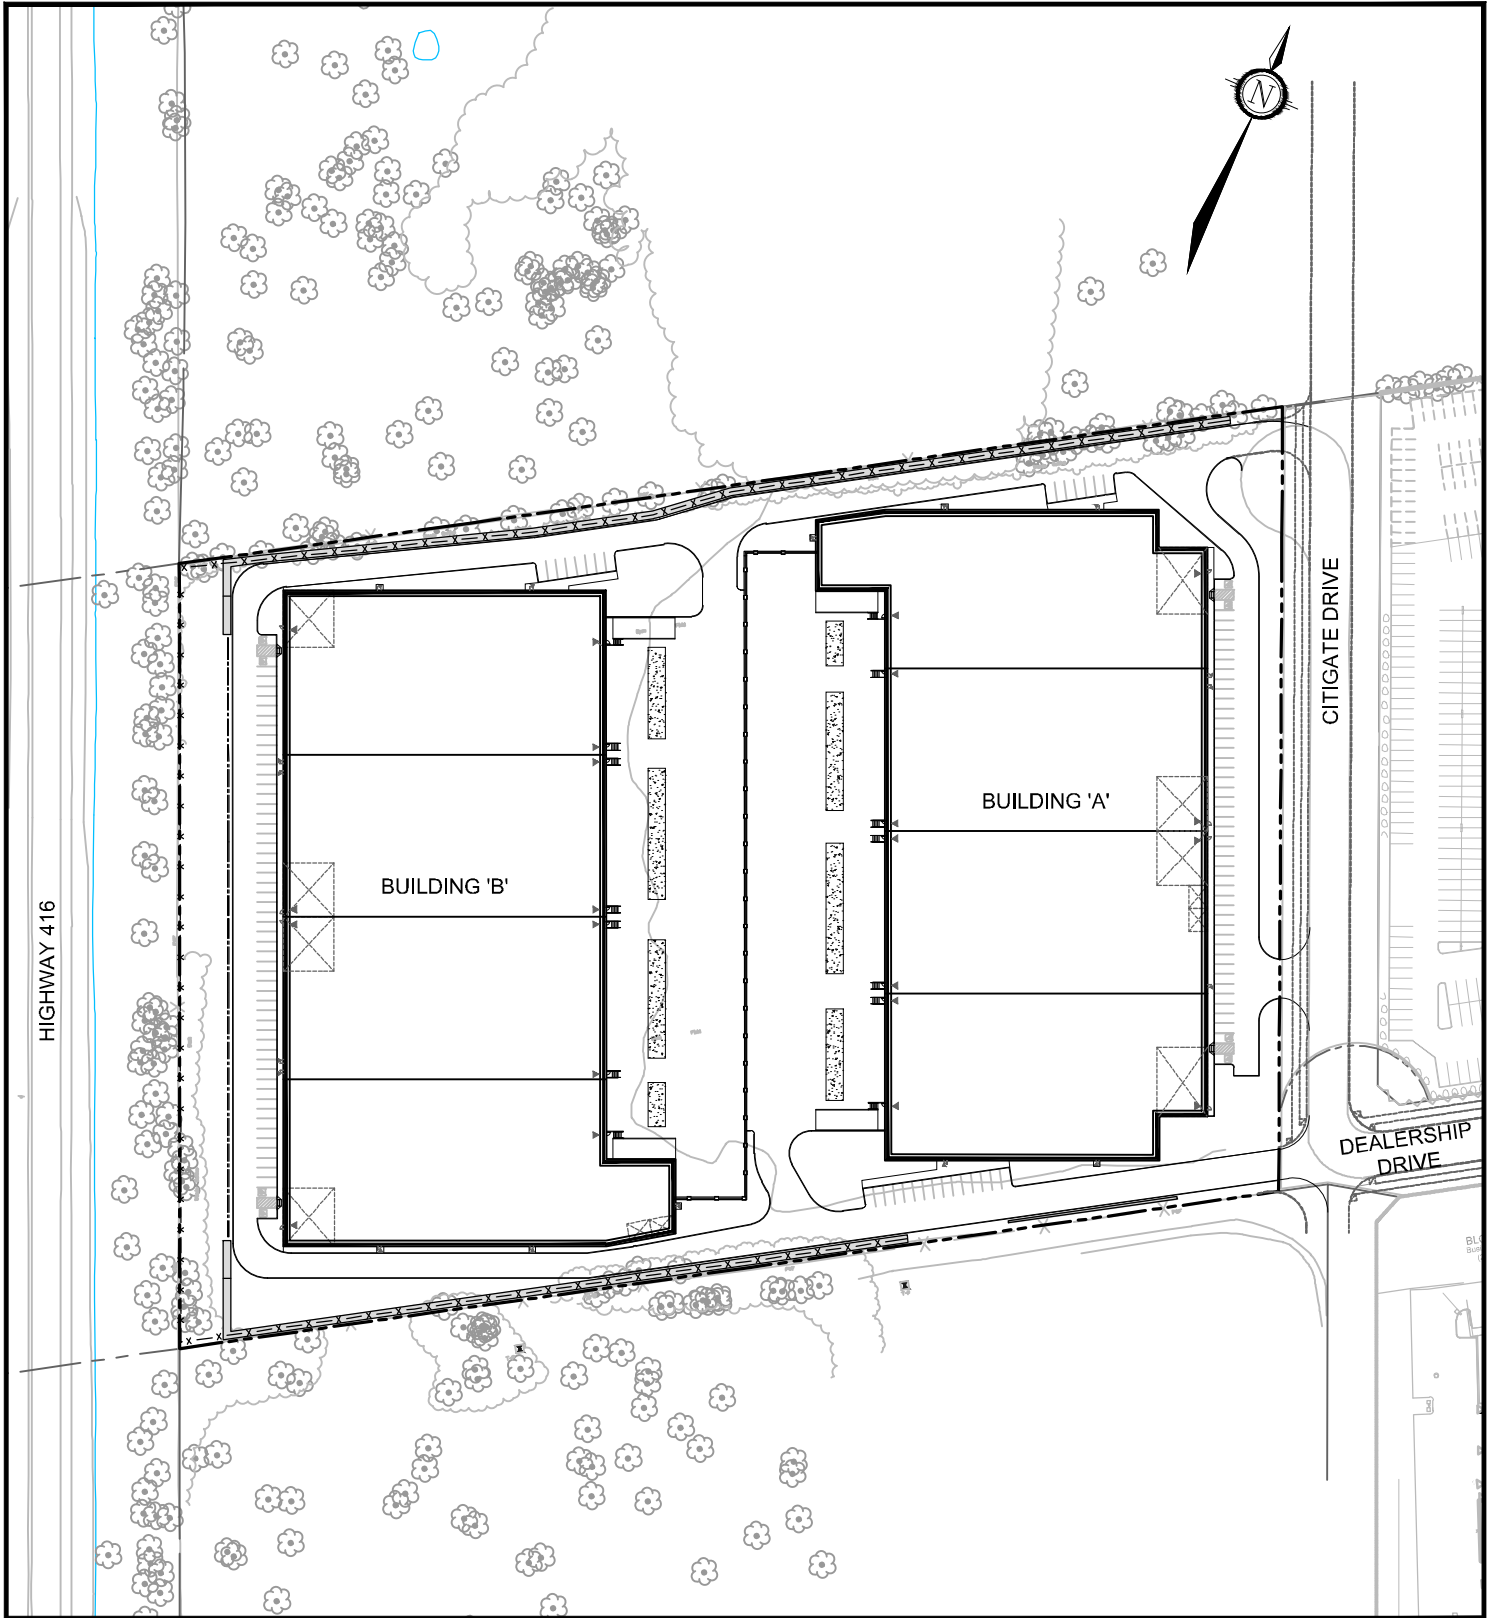 N
CITIGATE DRIVE
BUILDING 'A'
BUILDING 'B'
HIGHWAY 416
DEALERSHIP
DRIVE